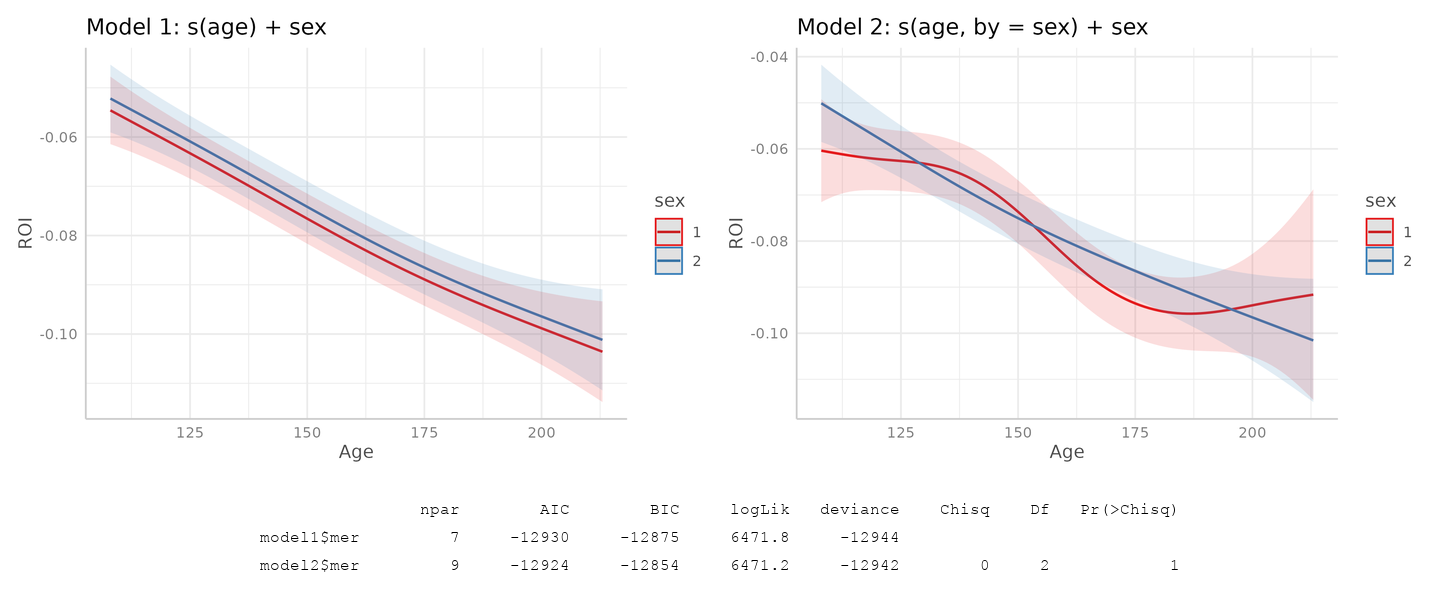 Model 1: s(age) + sex
-0.06
-0.08
-0.10
ROI
125 150 175 200
Age
sex
1
2
Model 2: s(age, by = sex) + sex
-0.04
-0.06
-0.08
-0.10
ROI
125 150 175 200
Age
sex
1
2
npar AIC BIC logLik deviance Chisq Df Pr(>Chisq)
model1$mer 7 -12930 -12875 6471.8 -12944
model2$mer 9 -12924 -12854 6471.2 -12942 0 2 1